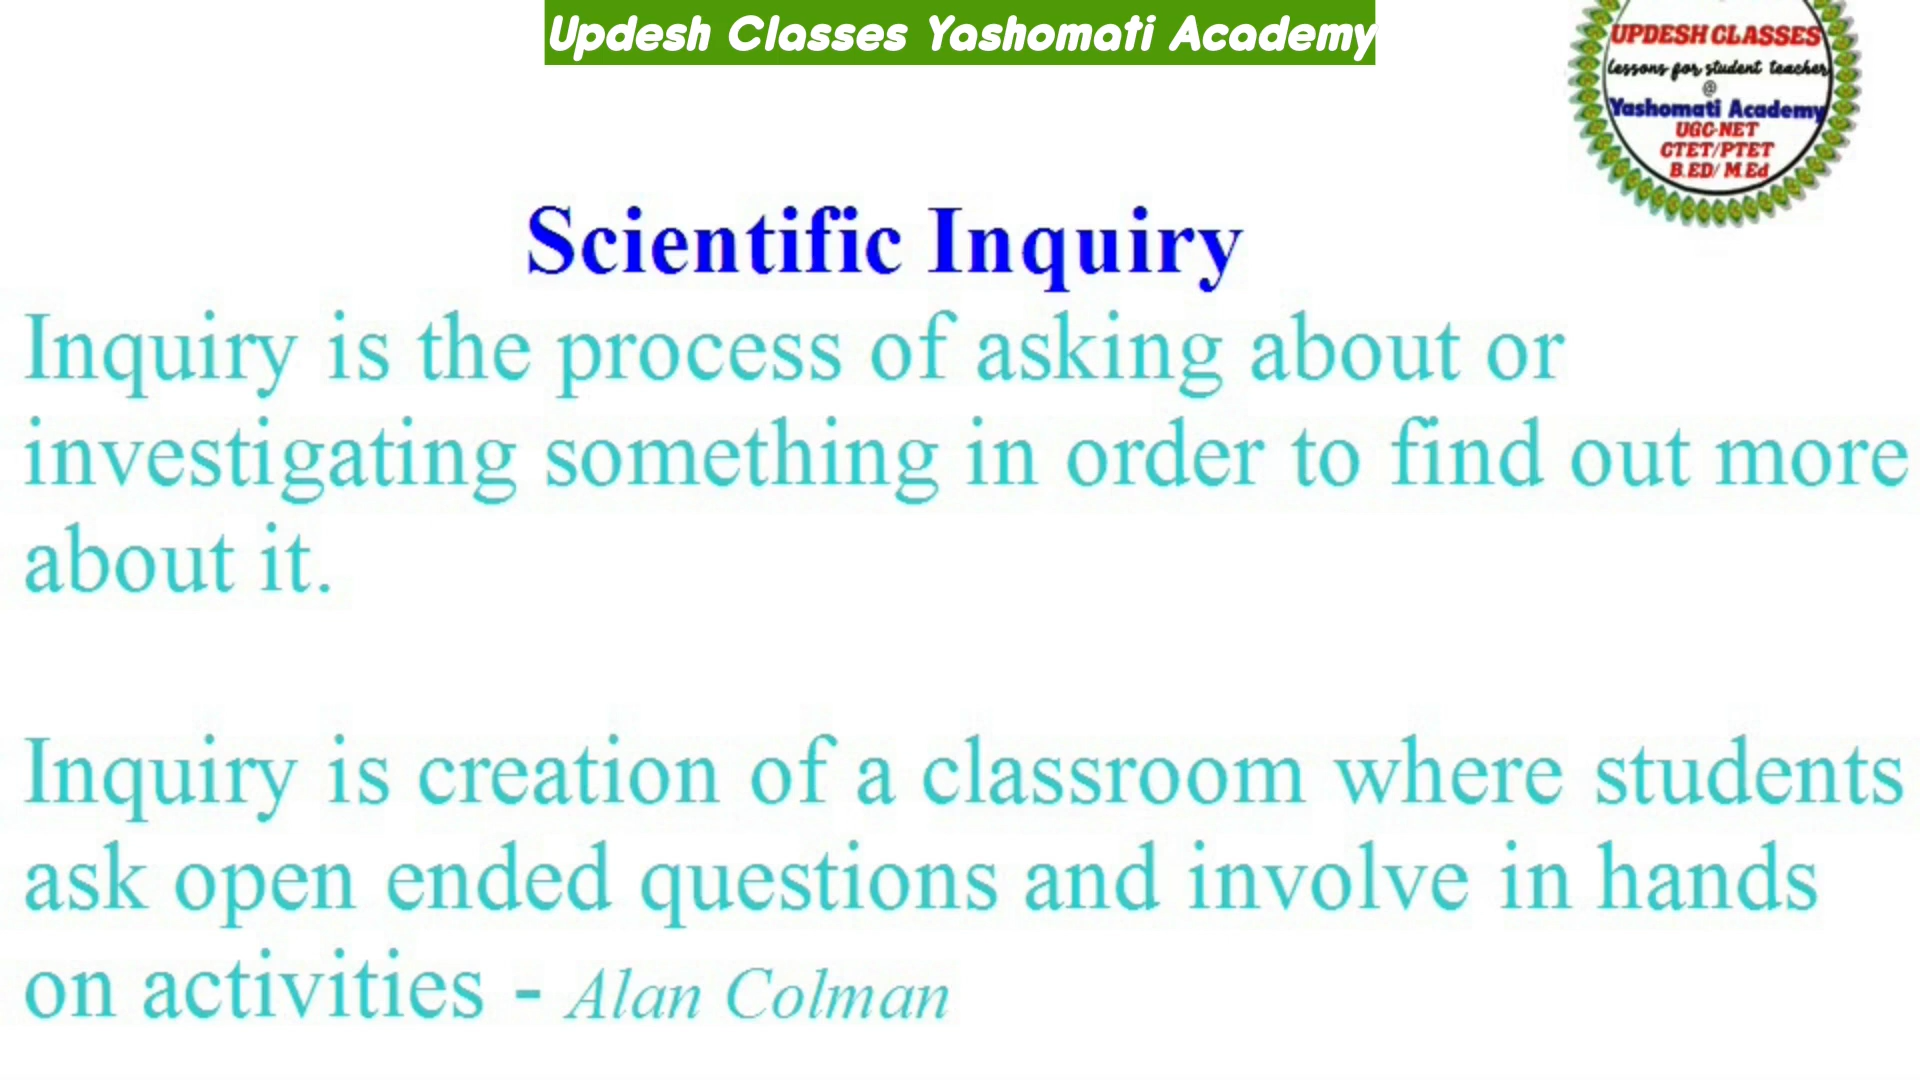 Updesh Classes Yashomati Academy
UPDESH CLASSES
lessons for student teacher
@
Yashomati Academy
UGC-NET
CTET/PTET
B.ED/ M.Ed
Scientific Inquiry
Inquiry is the process of asking about or
investigating something in order to find out more
about it.
Inquiry is creation of a classroom where students
ask open ended questions and involve in hands
on activities - Alan Colman